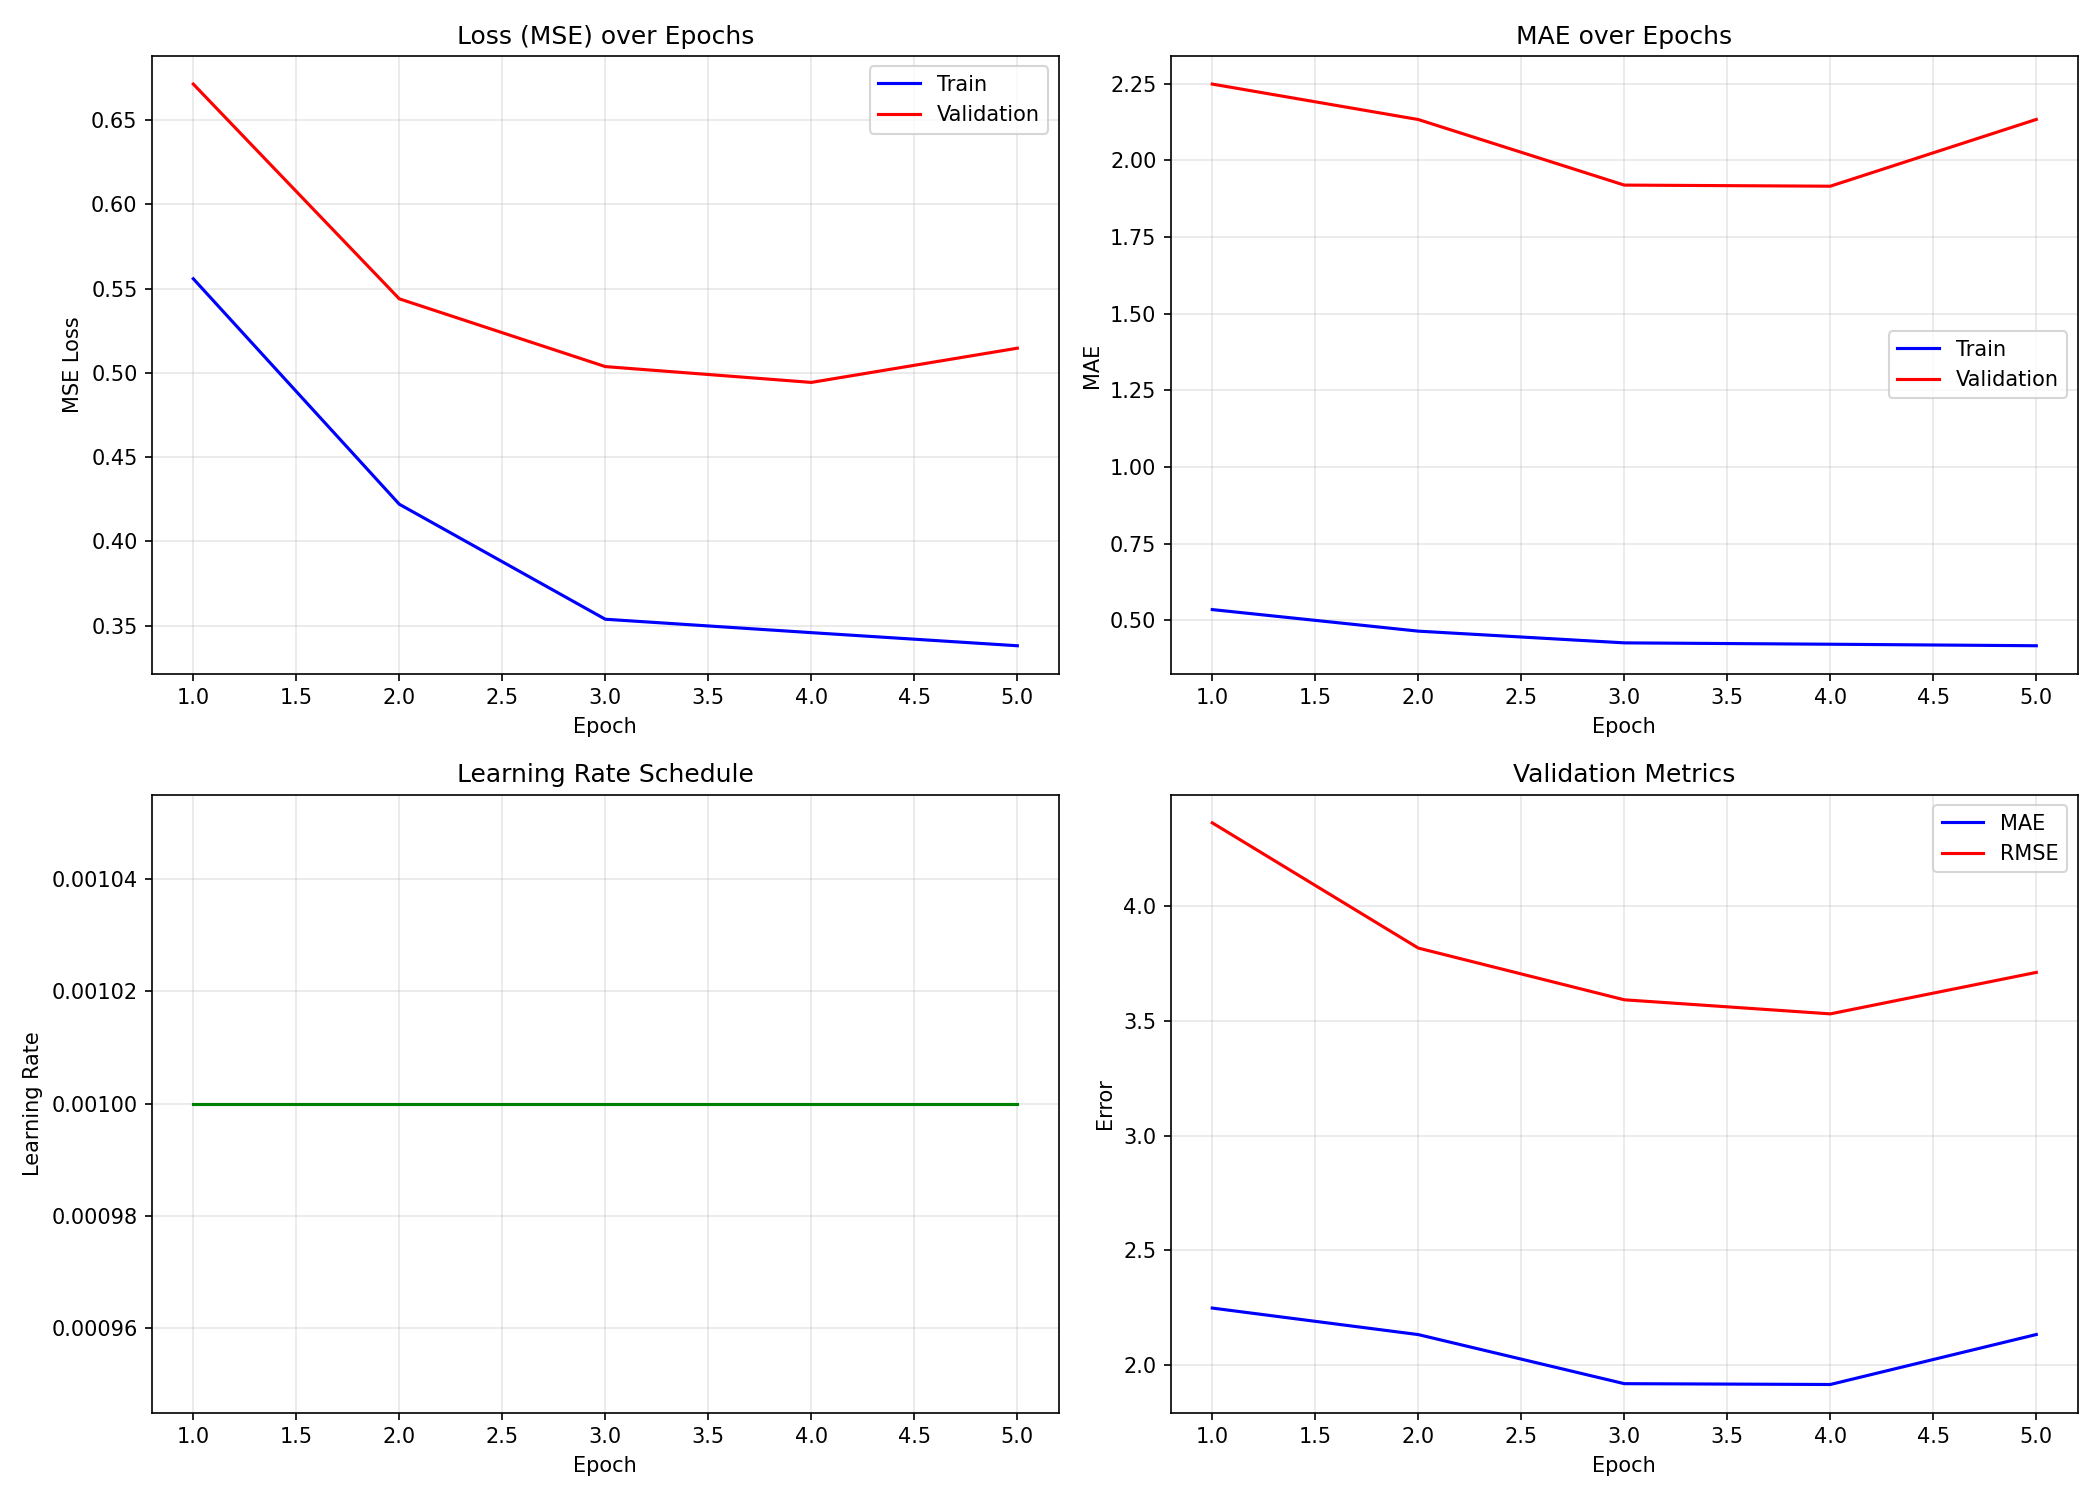 Loss (MSE) over Epochs
Train
Validation
0.65
0.60
0.55
0.50
0.45
0.40
0.35
MSE Loss
1.0 1.5 2.0 2.5 3.0 3.5 4.0 4.5 5.0
Epoch
MAE over Epochs
2.25
2.00
1.75
1.50
1.25
1.00
0.75
0.50
MAE
Train
Validation
1.0 1.5 2.0 2.5 3.0 3.5 4.0 4.5 5.0
Epoch
Learning Rate Schedule
0.00104
0.00102
0.00100
0.00098
0.00096
Learning Rate
1.0 1.5 2.0 2.5 3.0 3.5 4.0 4.5 5.0
Epoch
Validation Metrics
MAE
RMSE
4.0
3.5
3.0
2.5
2.0
Error
1.0 1.5 2.0 2.5 3.0 3.5 4.0 4.5 5.0
Epoch